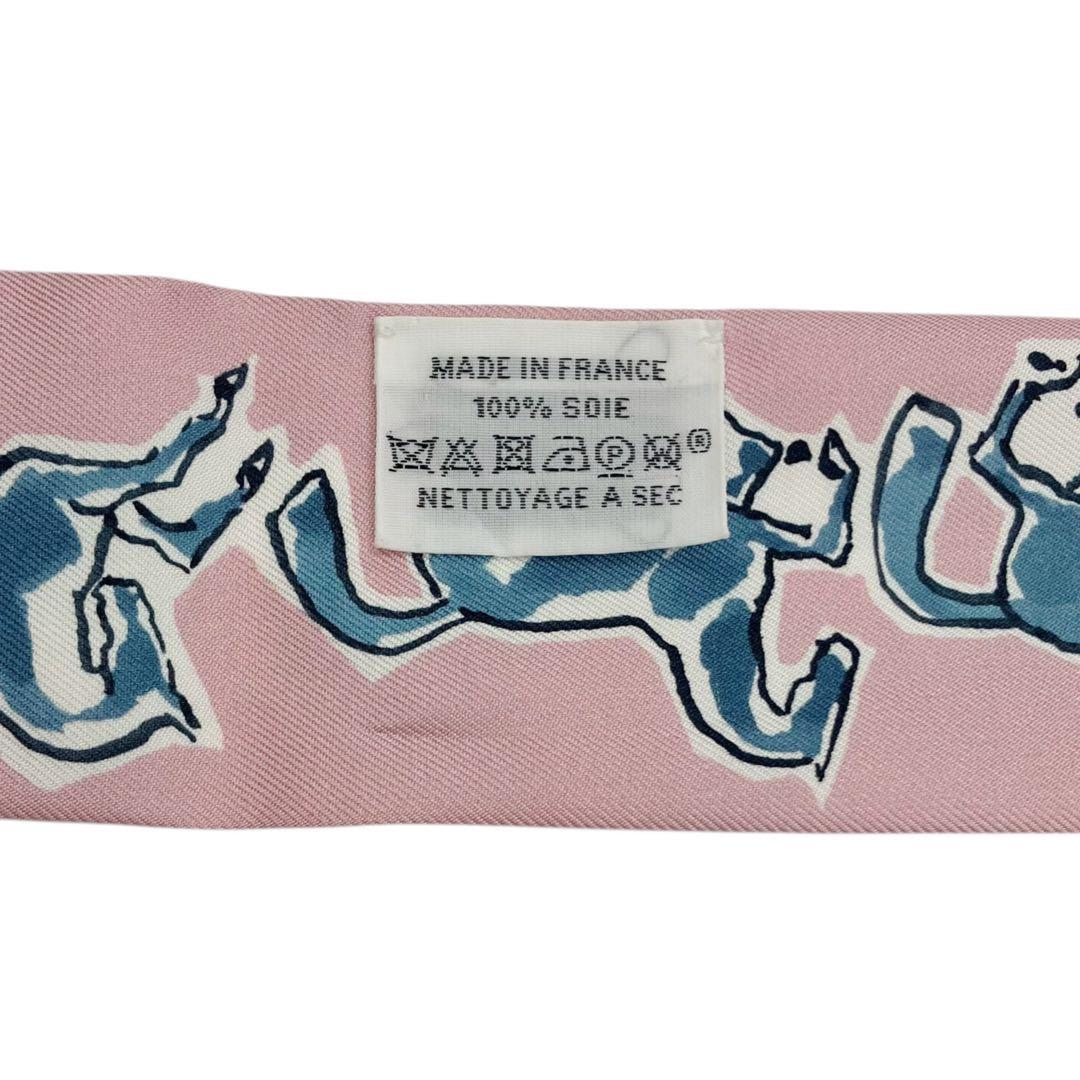 MADE IN FRANCE
100% SOIE
P ®
NETTOYAGE A SEC